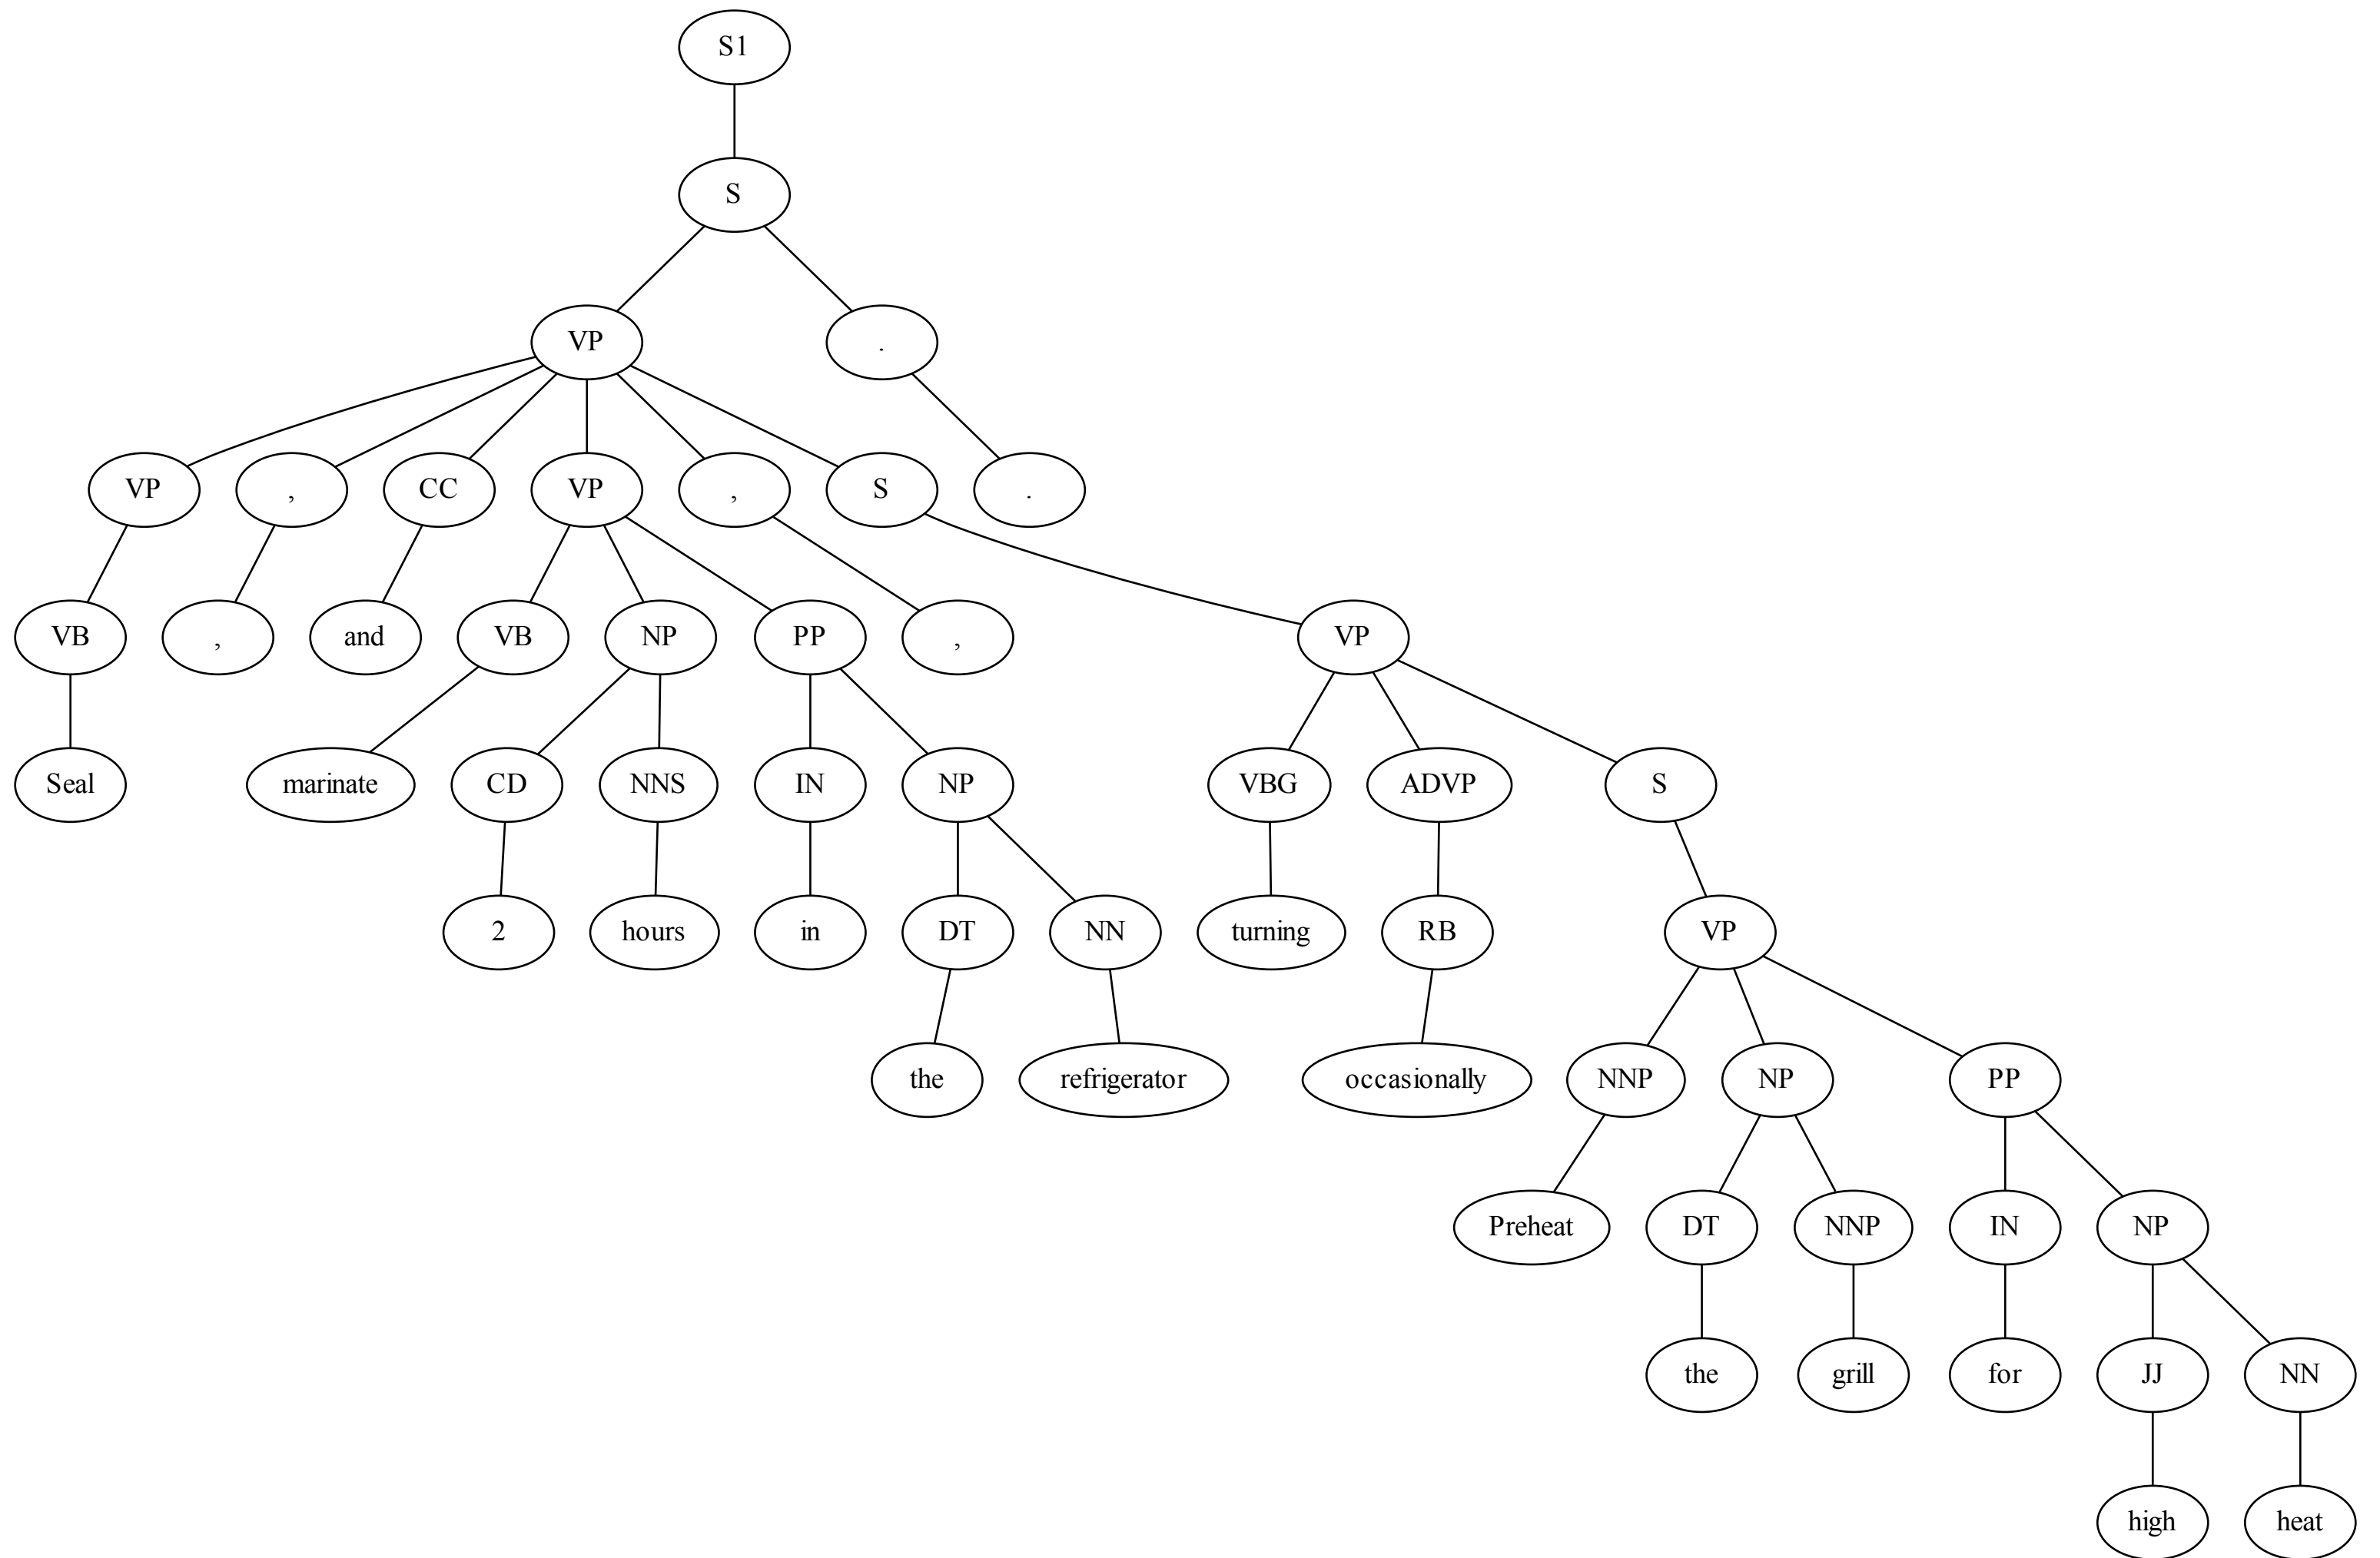 S1
S
VP .
VP , CC VP , S .
VB , and VB NP PP , VP
Seal marinate CD NNS IN NP VBG ADVP S
2 hours in DT NN turning RB VP
the refrigerator occasionally NNP NP PP
Preheat DT NNP IN NP
the grill for JJ NN
high heat